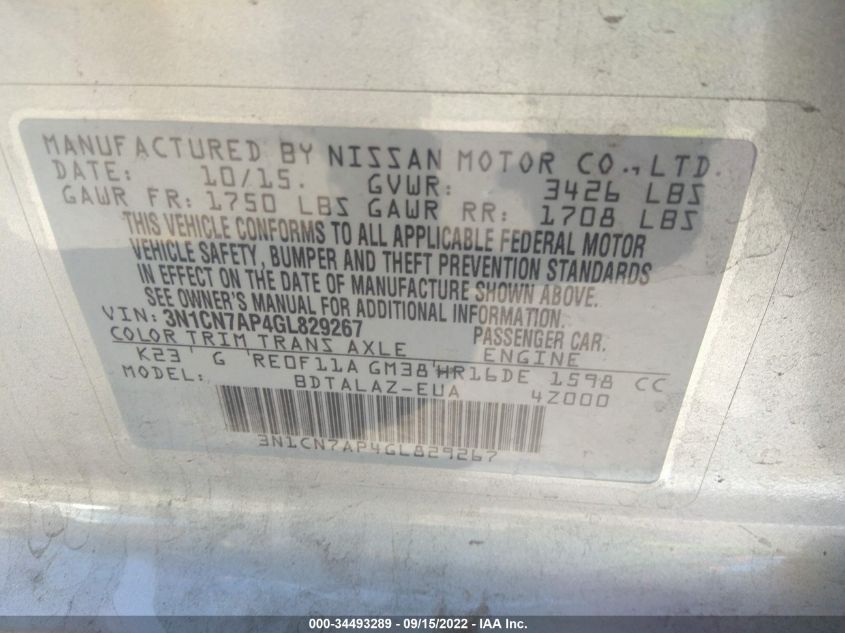 MANUFACTURED BY NISSAN MOTOR CO., LTD.
DATE: 10/15. GVWR: 3426 LBS
GAWR FR: 1750 LBS GAWR RR: 1708 LBS
THIS VEHICLE CONFORMS TO ALL APPLICABLE FEDERAL MOTOR
VEHICLE SAFETY, BUMPER AND THEFT PREVENTION STANDARDS
IN EFFECT ON THE DATE OF MANUFACTURE SHOWN ABOVE.
SEE OWNER'S MANUAL FOR ADDITIONAL INFORMATION.
VIN: 3N1CN7AP4GL829267 PASSENGER CAR.
COLOR TRIM TRANS AXLE ENGINE
K23 G RE0F11A GM38 HR16DE 1598 CC
MODEL: BDTALAZ-EUA 4Z000
3N1CN7AP4GL829267
000-34493289 - 09/15/2022 - IAA Inc.